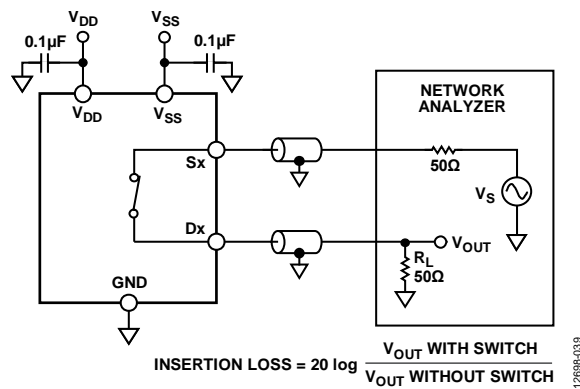 VDD
VSS
0.1µF
0.1µF
VDD
VSS
NETWORK
ANALYZER
Sx
50Ω
VS
Dx
VOUT
RL
50Ω
GND
INSERTION LOSS = 20 log
VOUT WITH SWITCH
VOUT WITHOUT SWITCH
12698-039